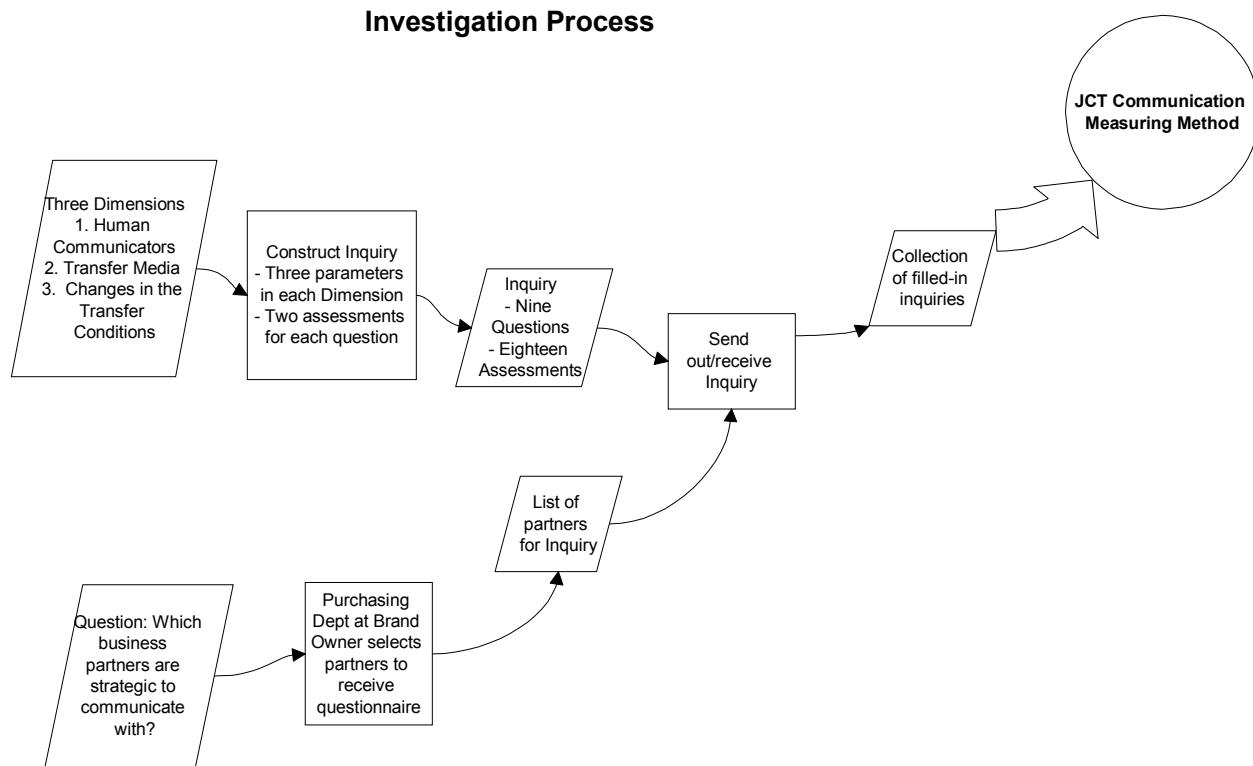 Investigation Process
JCT Communication
Measuring Method
Three Dimensions
1. Human
Communicators
2. Transfer Media
3. Changes in the
Transfer
Conditions
Construct Inquiry
- Three parameters
in each Dimension
- Two assessments
for each question
Inquiry
- Nine
Questions
- Eighteen
Assessments
Send
out/receive
Inquiry
Collection
of filled-in
inquiries
List of
partners
for Inquiry
Question: Which
business
partners are
strategic to
communicate
with?
Purchasing
Dept at Brand
Owner selects
partners to
receive
questionnaire